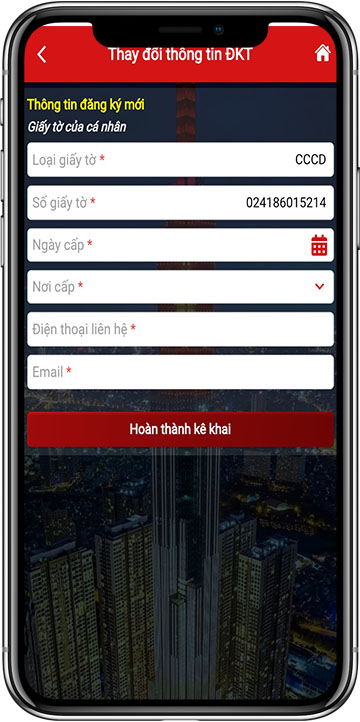 Thay đổi thông tin ĐKT
Thông tin đăng ký mới
Giấy tờ của cá nhân
Loại giấy tờ * CCCD
Số giấy tờ * 024186015214
Ngày cấp *
Nơi cấp *
Điện thoại liên hệ *
Email *
Hoàn thành kê khai